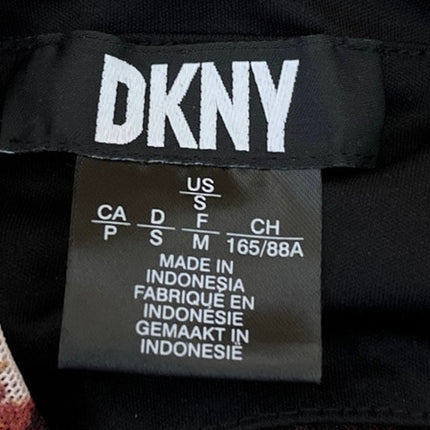 DKNY
US
S
CA D F CH
P S M 165/88A
MADE IN
INDONESIA
FABRIQUÉ EN
INDONÉSIE
GEMAAKT IN
INDONESIË